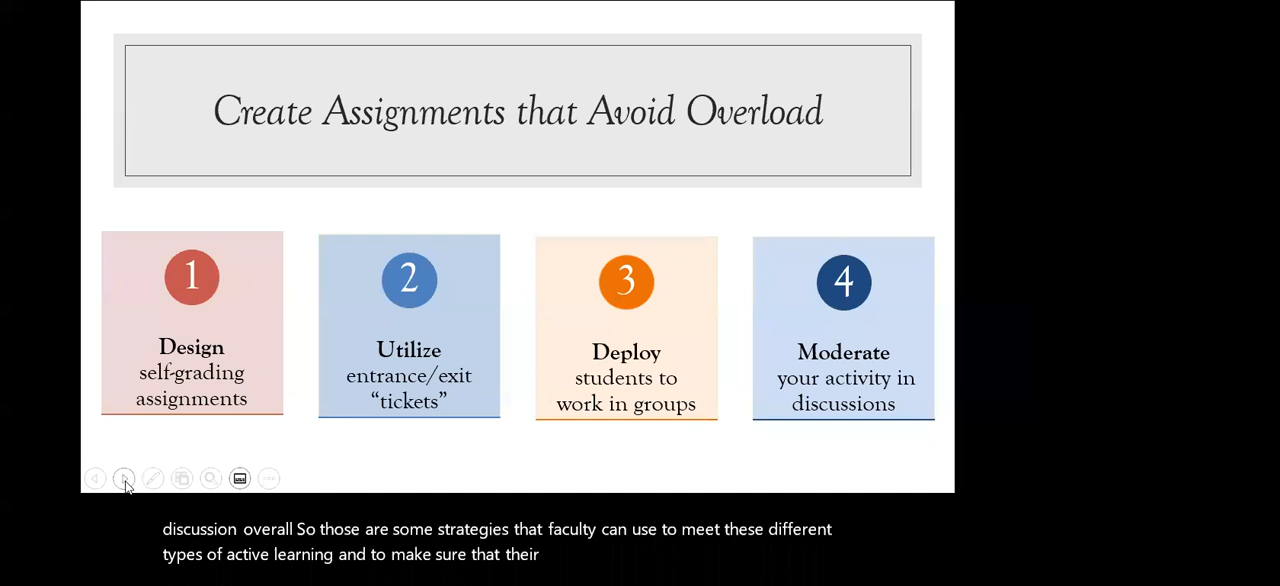 Create Assignments that Avoid Overload
1
Design
self-grading
assignments
2
Utilize
entrance/exit
“tickets”
3
Deploy
students to
work in groups
4
Moderate
your activity in
discussions
discussion overall So those are some strategies that faculty can use to meet these different
types of active learning and to make sure that their